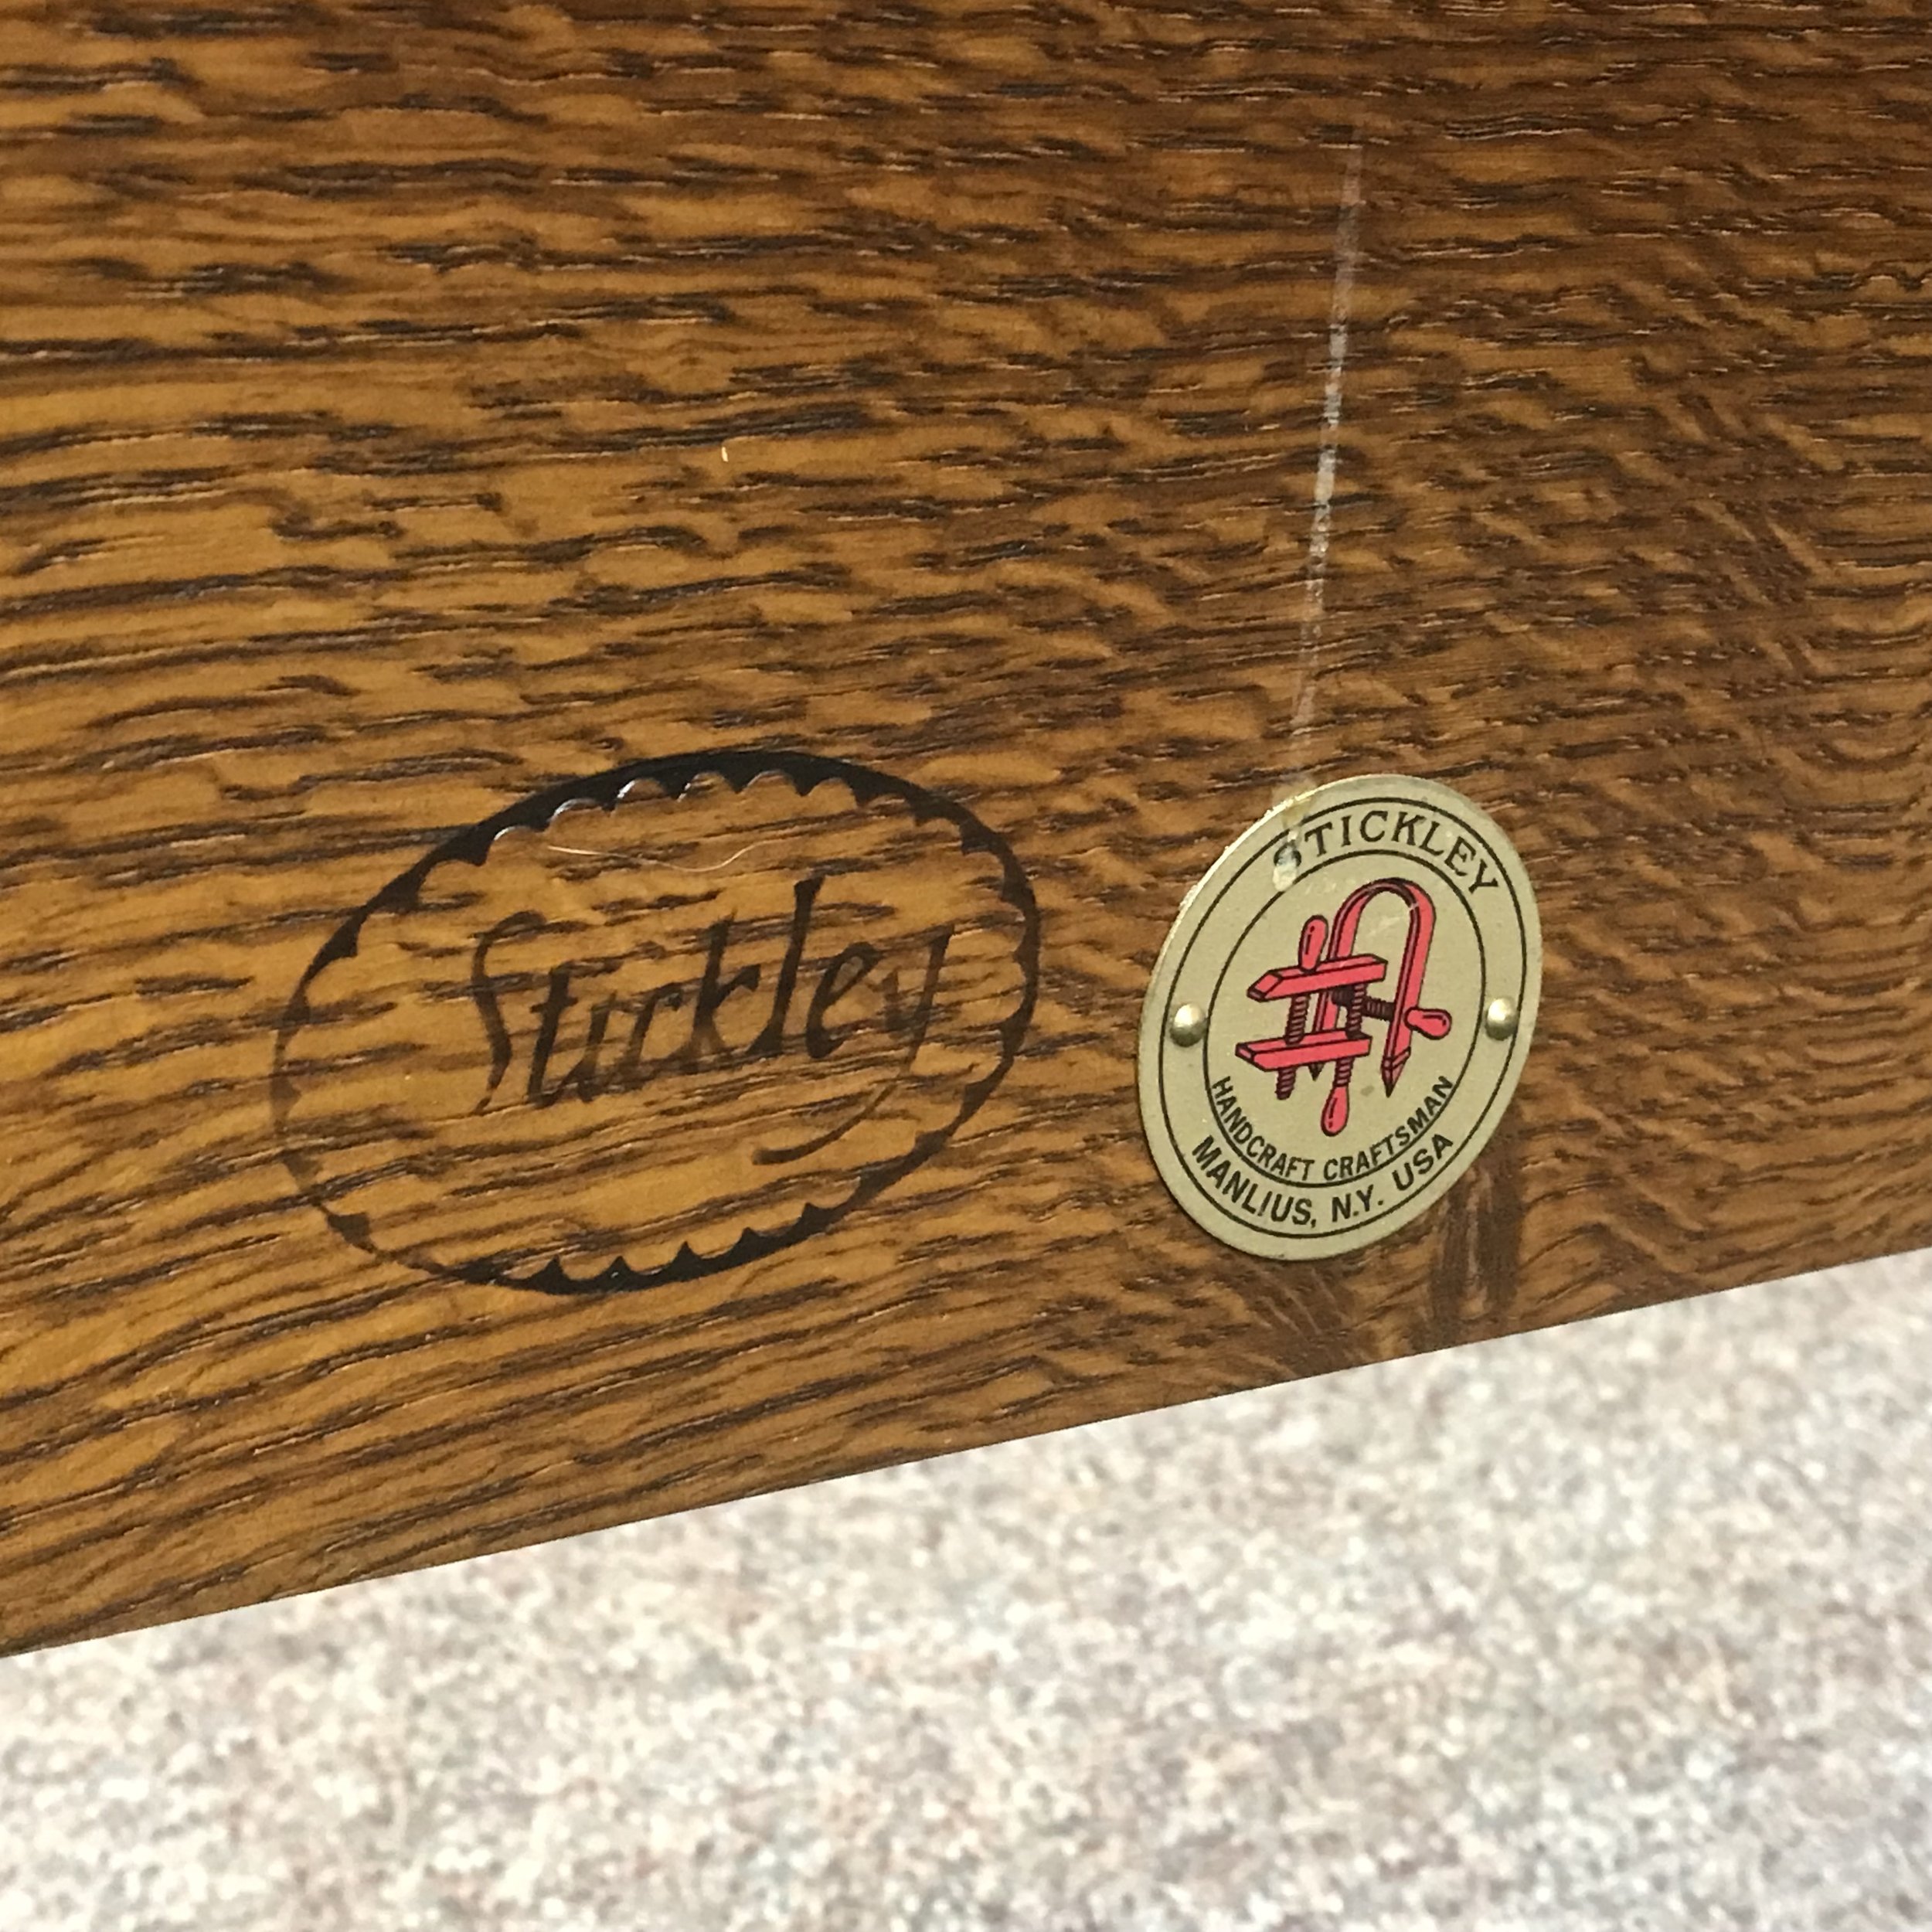 Stickley
STICKLEY
HANDCRAFT CRAFTSMAN
MANLIUS, N.Y. USA